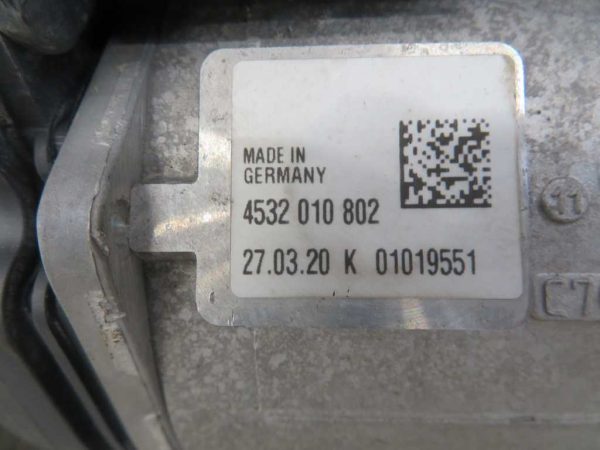 MADE IN
GERMANY
4532 010 802
27.03.20 K 01019551
11